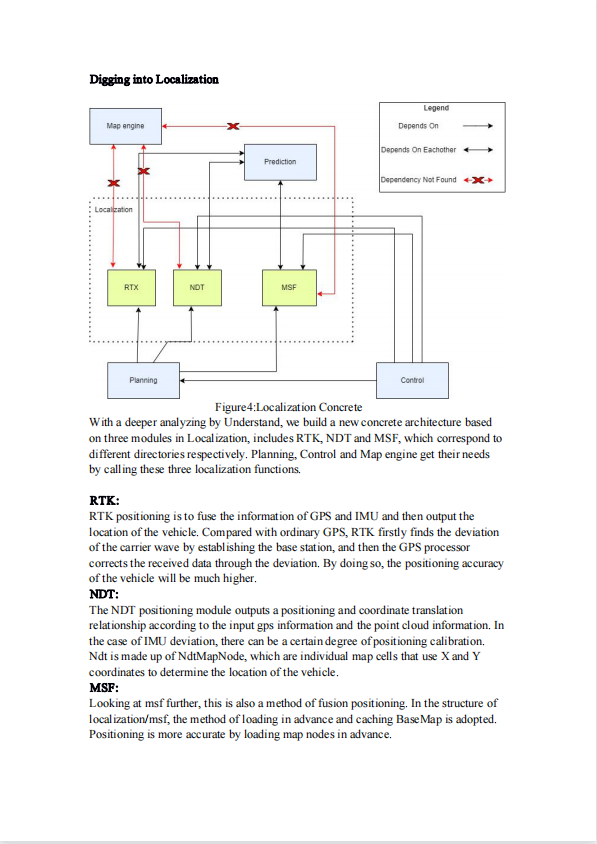 Digging into Localization
Map engine
Prediction
Localization
RTX
NDT
MSF
Planning
Control
Legend
Depends On
Depends On Eachother
Dependency Not Found
Figure4:Localization Concrete
With a deeper analyzing by Understand, we build a new concrete architecture based
on three modules in Localization, includes RTK, NDT and MSF, which correspond to
different directories respectively. Planning, Control and Map engine get their needs
by calling these three localization functions.
RTK:
RTK positioning is to fuse the information of GPS and IMU and then output the
location of the vehicle. Compared with ordinary GPS, RTK firstly finds the deviation
of the carrier wave by establishing the base station, and then the GPS processor
corrects the received data through the deviation. By doing so, the positioning accuracy
of the vehicle will be much higher.
NDT:
The NDT positioning module outputs a positioning and coordinate translation
relationship according to the input gps information and the point cloud information. In
the case of IMU deviation, there can be a certain degree of positioning calibration.
Ndt is made up of NdtMapNode, which are individual map cells that use X and Y
coordinates to determine the location of the vehicle.
MSF:
Looking at msf further, this is also a method of fusion positioning. In the structure of
localization/msf, the method of loading in advance and caching BaseMap is adopted.
Positioning is more accurate by loading map nodes in advance.